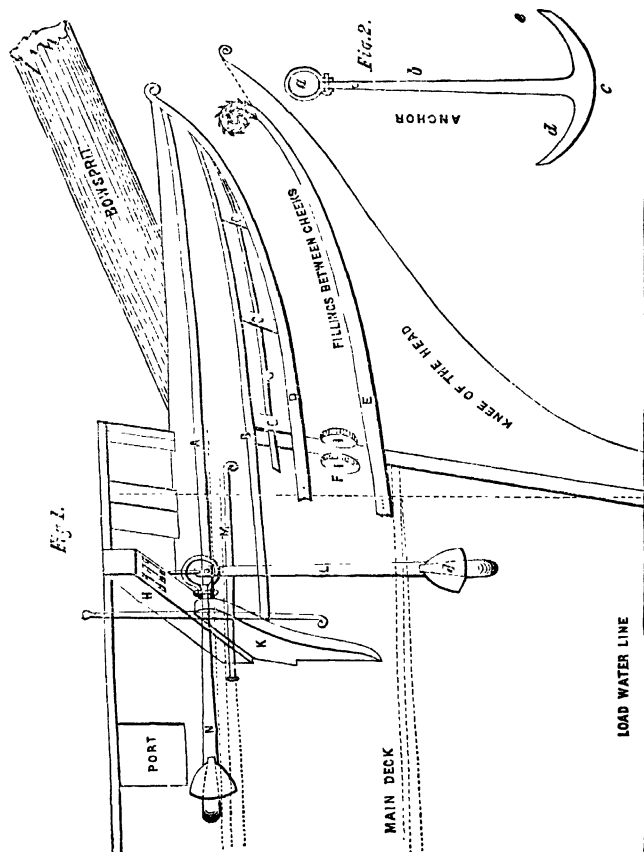 BOWSPRIT
Fig. 2.
a
b
c
d
e
ANCHOR
FILLINGS BETWEEN CHEEKS
KNEE OF THE HEAD
Fig 1.
A
B
C
C
C
D
E
F
H
M
L
d
K
N
PORT
MAIN DECK
LOAD WATER LINE